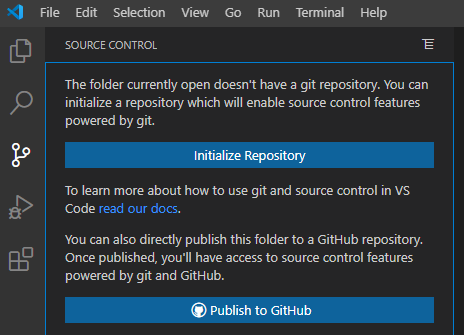 File Edit Selection View Go Run Terminal Help
SOURCE CONTROL
The folder currently open doesn't have a git repository. You can
initialize a repository which will enable source control features
powered by git.
Initialize Repository
To learn more about how to use git and source control in VS
Code read our docs.
You can also directly publish this folder to a GitHub repository.
Once published, you'll have access to source control features
powered by git and GitHub.
Publish to GitHub